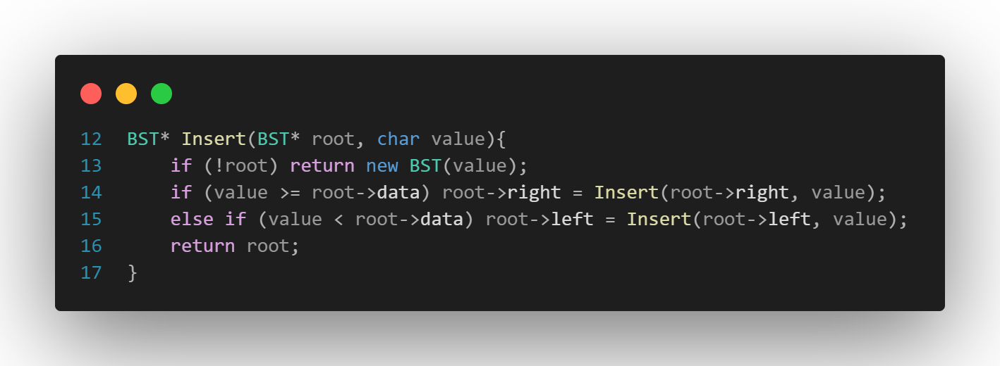 12 BST* Insert(BST* root, char value){
13     if (!root) return new BST(value);
14     if (value >= root->data) root->right = Insert(root->right, value);
15     else if (value < root->data) root->left = Insert(root->left, value);
16     return root;
17 }